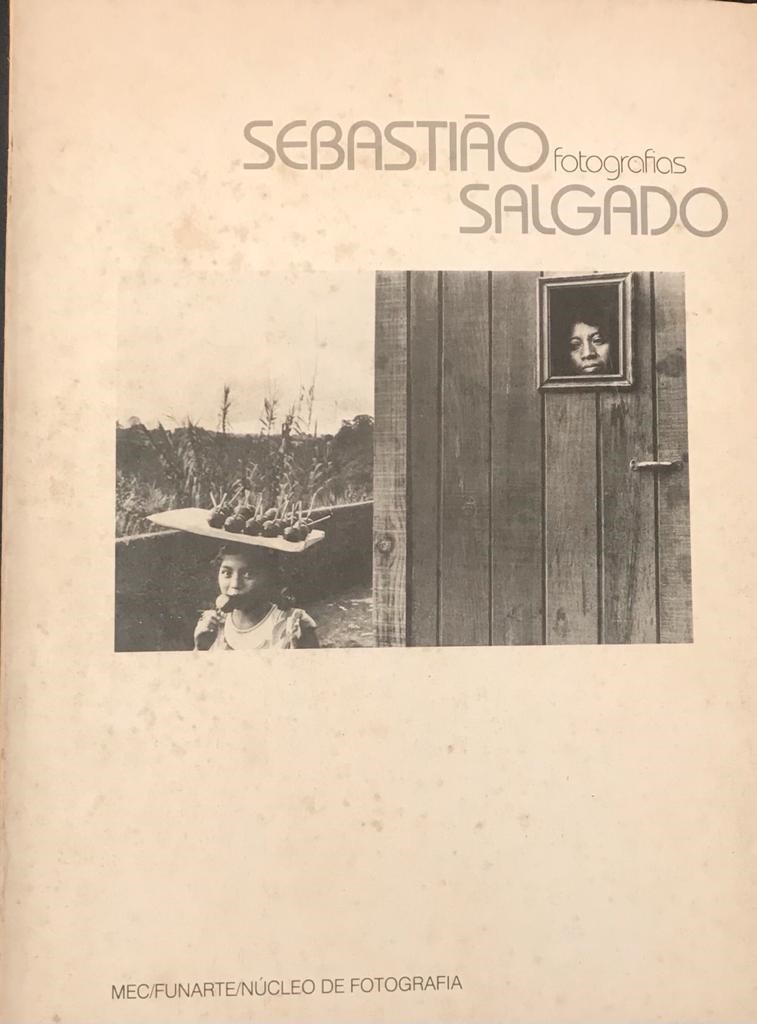 SEBASTIÃO fotografias
SALGADO
MEC/FUNARTE/NÚCLEO DE FOTOGRAFIA